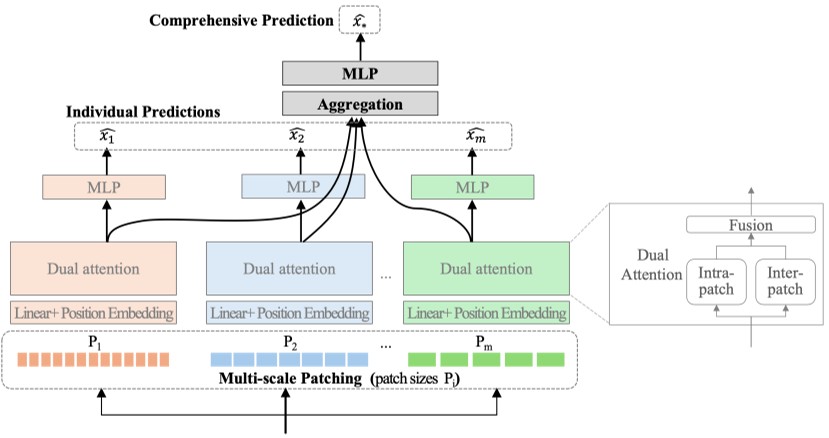 Comprehensive Prediction x̂*
MLP
Aggregation
Individual Predictions
x̂1 x̂2 x̂m
MLP MLP MLP
Dual attention Dual attention ... Dual attention
Linear+ Position Embedding Linear+ Position Embedding Linear+ Position Embedding
P1 P2 ... Pm
Multi-scale Patching (patch sizes Pi)
Fusion
Dual
Attention
Intra-
patch
Inter-
patch